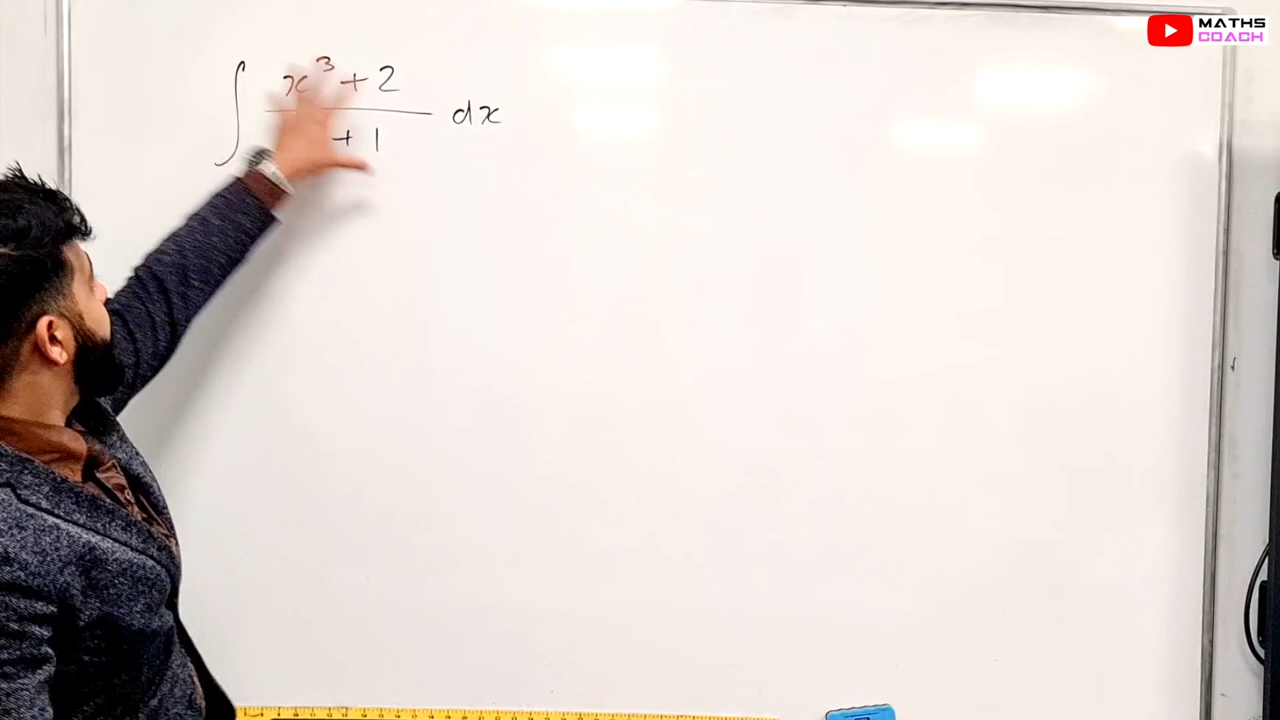 MATHS
COACH
∫ x³ + 2 dx
+ 1